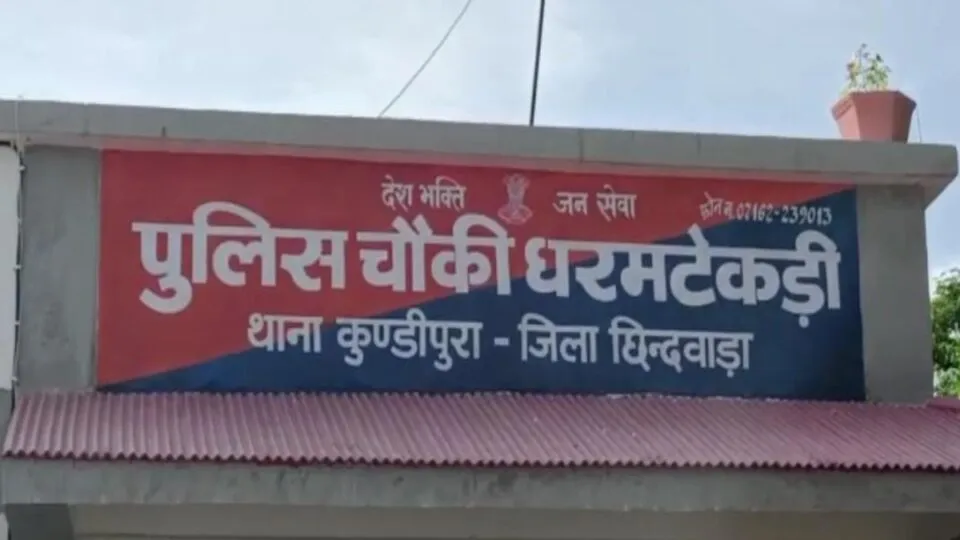 देश भक्ति जन सेवा फोन नं. 07162-239013
पुलिस चौकी धरमटेकड़ी
थाना कुण्डीपुरा - जिला छिन्दवाड़ा